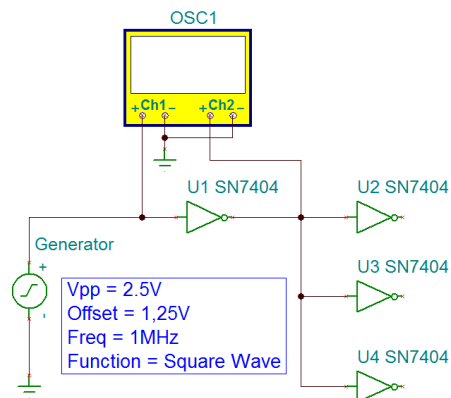 OSC1
+Ch1− +Ch2−
U1 SN7404
U2 SN7404
Generator
+
-
U3 SN7404
Vpp = 2.5V
Offset = 1,25V
Freq = 1MHz
Function = Square Wave
U4 SN7404